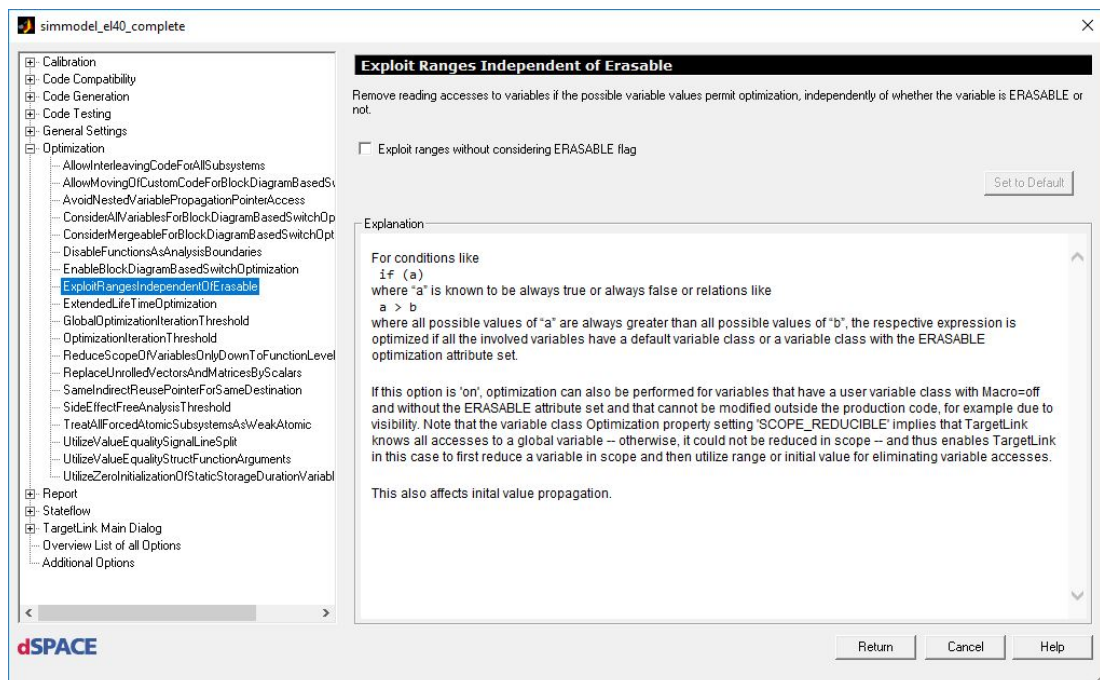 simmodel_el40_complete
Calibration
Code Compatibility
Code Generation
Code Testing
General Settings
Optimization
AllowInterleavingCodeForAllSubsystems
AllowMovingOfCustomCodeForBlockDiagramBasedSv
AvoidNestedVariablePropagationPointerAccess
ConsiderAllVariablesForBlockDiagramBasedSwitchOp
ConsiderMergeableForBlockDiagramBasedSwitchOpt
DisableFunctionsAsAnalysisBoundaries
EnableBlockDiagramBasedSwitchOptimization
ExploitRangesIndependentOfErasable
ExtendedLifeTimeOptimization
GlobalOptimizationIterationThreshold
OptimizationIterationThreshold
ReduceScopeOfVariablesOnlyDownToFunctionLevel
ReplaceUnrolledVectorsAndMatricesByScalars
SameIndirectReusePointerForSameDestination
SideEffectFreeAnalysisThreshold
TreatAllForcedAtomicSubsystemsAsWeakAtomic
UtilizeValueEqualitySignalLineSplit
UtilizeValueEqualityStructFunctionArguments
UtilizeZeroInitializationOfStaticStorageDurationVariabl
Report
Stateflow
TargetLink Main Dialog
Overview List of all Options
Additional Options
Exploit Ranges Independent of Erasable
Remove reading accesses to variables if the possible variable values permit optimization, independently of whether the variable is ERASABLE or
not.
Exploit ranges without considering ERASABLE flag
Set to Default
Explanation
For conditions like
if (a)
where “a” is known to be always true or always false or relations like
a > b
where all possible values of “a” are always greater than all possible values of “b”, the respective expression is
optimized if all the involved variables have a default variable class or a variable class with the ERASABLE
optimization attribute set.
If this option is 'on', optimization can also be performed for variables that have a user variable class with Macro=off
and without the ERASABLE attribute set and that cannot be modified outside the production code, for example due to
visibility. Note that the variable class Optimization property setting 'SCOPE_REDUCIBLE' implies that TargetLink
knows all accesses to a global variable -- otherwise, it could not be reduced in scope -- and thus enables TargetLink
in this case to first reduce a variable in scope and then utilize range or initial value for eliminating variable accesses.
This also affects inital value propagation.
dSPACE
Return
Cancel
Help